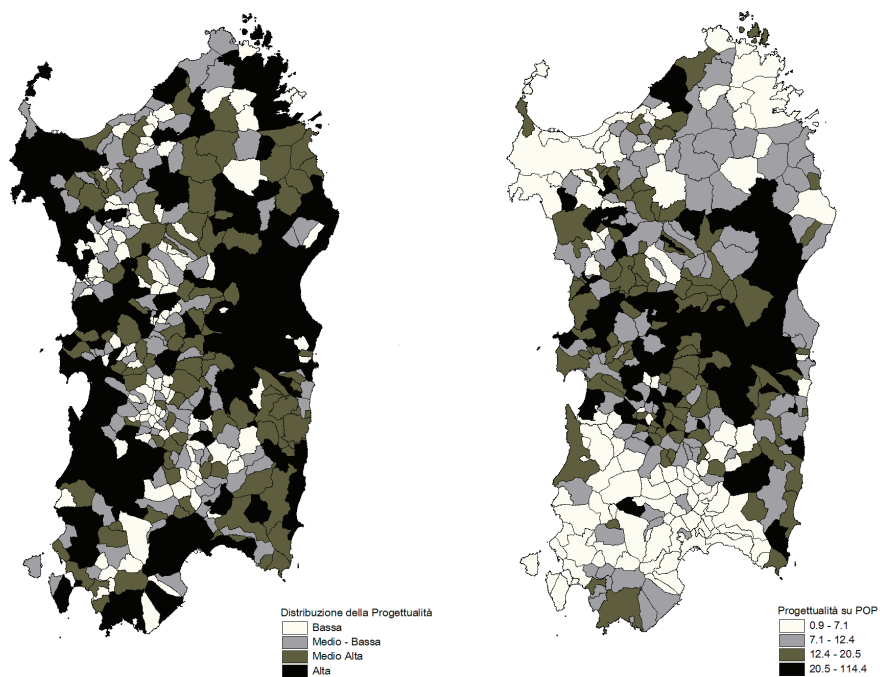 Distribuzione della Progettualità
Bassa
Medio - Bassa
Medio Alta
Alta
Progettualità su POP
0.9 - 7.1
7.1 - 12.4
12.4 - 20.5
20.5 - 114.4